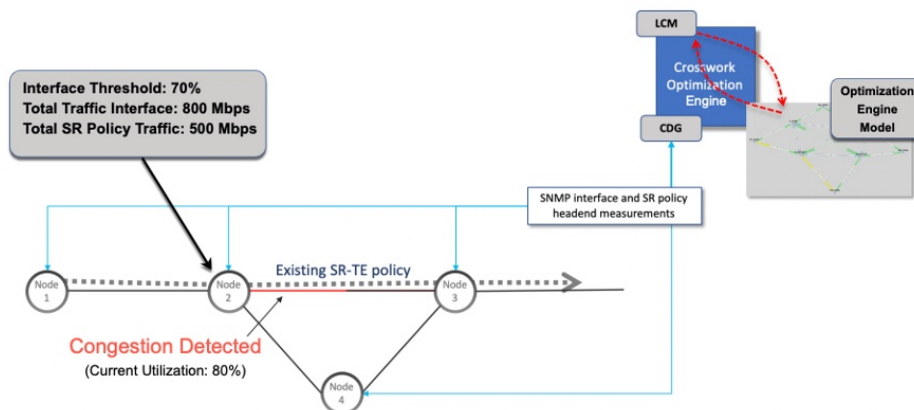 LCM
Crosswork
Optimization
Engine
CDG
Optimization
Engine
Model
Interface Threshold: 70%
Total Traffic Interface: 800 Mbps
Total SR Policy Traffic: 500 Mbps
SNMP interface and SR policy
headend measurements
Existing SR-TE policy
Node
1
Node
2
Node
3
Congestion Detected
(Current Utilization: 80%)
Node
4